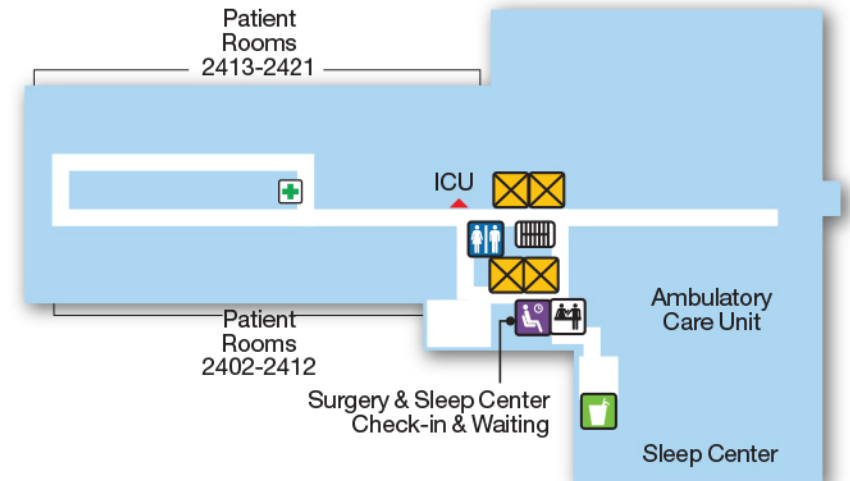 Patient
Rooms
2413-2421
ICU
Ambulatory
Care Unit
Patient
Rooms
2402-2412
Surgery & Sleep Center
Check-in & Waiting
Sleep Center